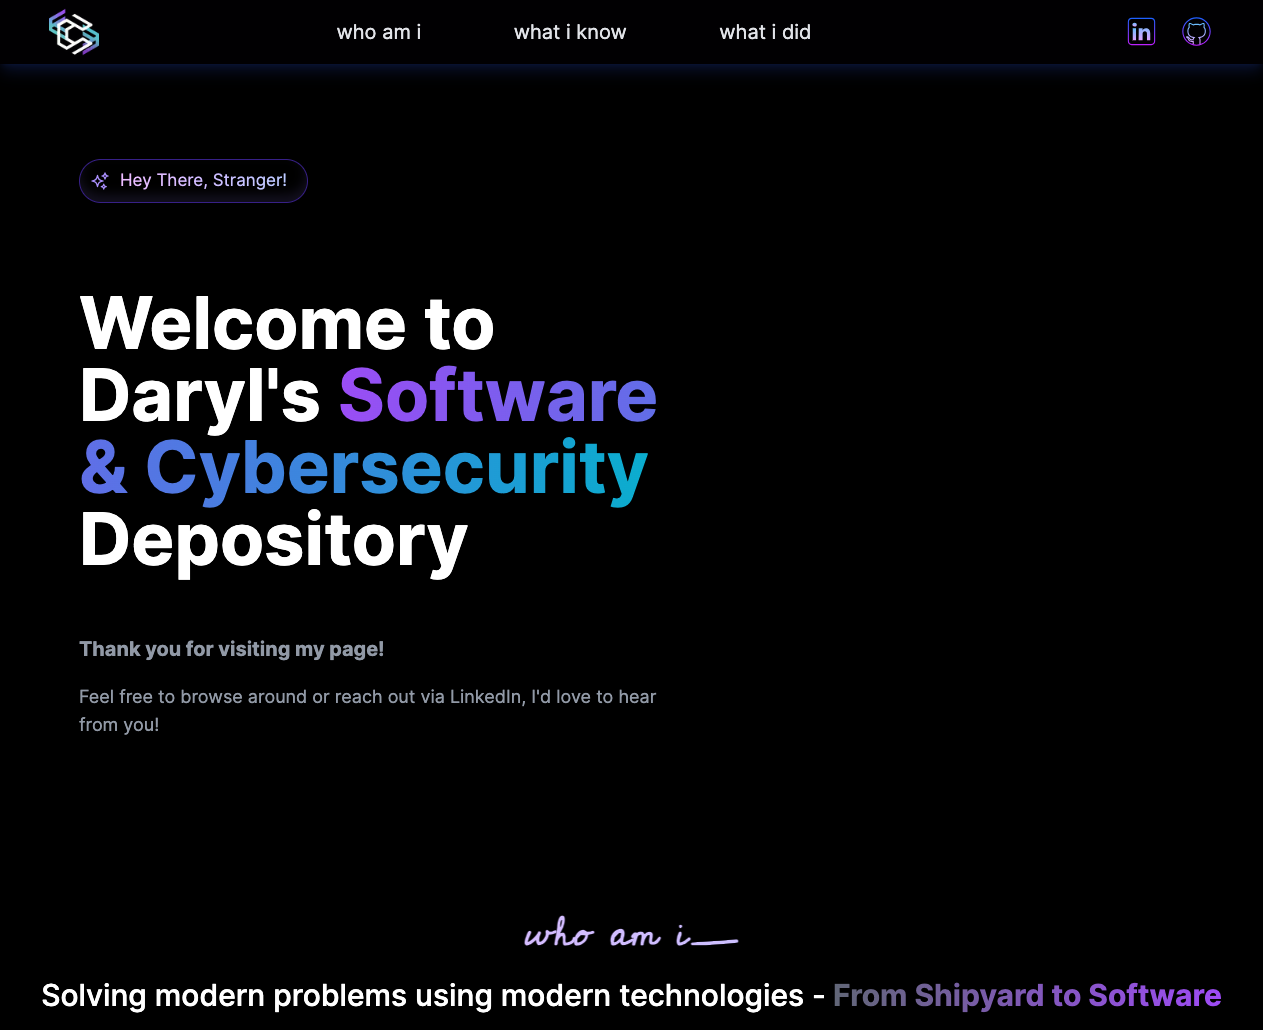 who am i
what i know
what i did
in
Hey There, Stranger!
Welcome to
Daryl's Software
& Cybersecurity
Depository
Thank you for visiting my page!
Feel free to browse around or reach out via LinkedIn, I'd love to hear
from you!
who am i_
Solving modern problems using modern technologies - From Shipyard to Software